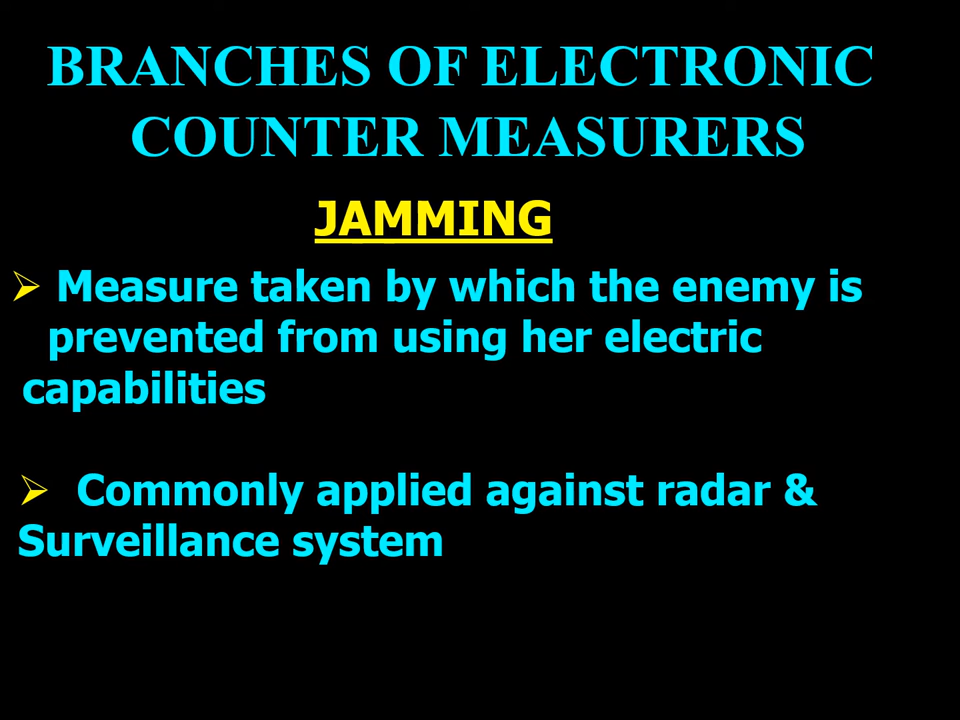 BRANCHES OF ELECTRONIC
COUNTER MEASURERS
JAMMING
➢ Measure taken by which the enemy is
prevented from using her electric
capabilities
➢ Commonly applied against radar &
Surveillance system